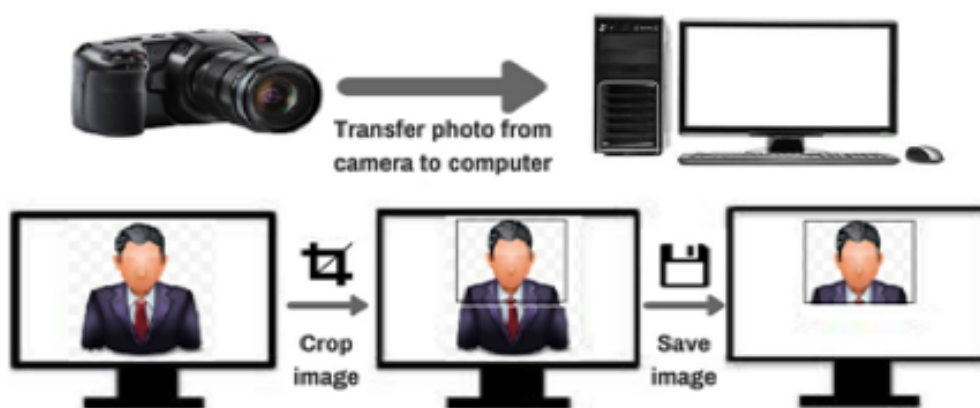 Transfer photo from
camera to computer
Crop
image
Save
image